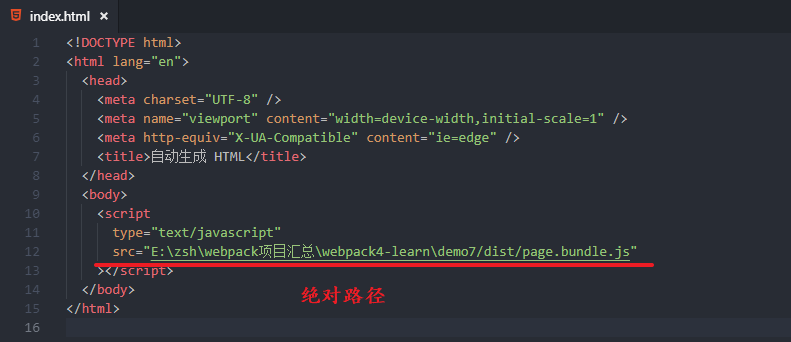 index.html ×
1 <!DOCTYPE html>
2 <html lang="en">
3 <head>
4 <meta charset="UTF-8" />
5 <meta name="viewport" content="width=device-width,initial-scale=1" />
6 <meta http-equiv="X-UA-Compatible" content="ie=edge" />
7 <title>自动生成 HTML</title>
8 </head>
9 <body>
10 <script
11 type="text/javascript"
12 src="E:\zsh\webpack项目汇总\webpack4-learn\demo7/dist/page.bundle.js"
13 ></script>
14 </body>
15 </html>
16
绝对路径